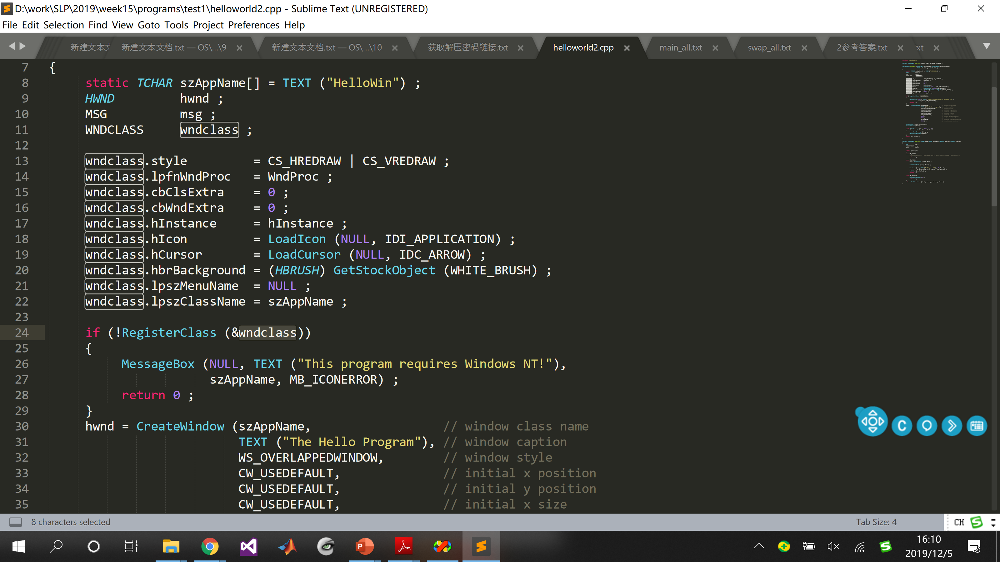 D:\work\SLP\2019\week15\programs\test1\helloworld2.cpp - Sublime Text (UNREGISTERED)
File Edit Selection Find View Goto Tools Project Preferences Help
新建文本文 新建文本文档.txt — OS\...\9 新建文本文档.txt — OS\...\10 获取解压密码链接.txt helloworld2.cpp main_all.txt swap_all.txt 2参考答案.txt xt
7 {
8 static TCHAR szAppName[] = TEXT ("HelloWin") ;
9 HWND hwnd ;
10 MSG msg ;
11 WNDCLASS wndclass ;
12
13 wndclass.style = CS_HREDRAW | CS_VREDRAW ;
14 wndclass.lpfnWndProc = WndProc ;
15 wndclass.cbClsExtra = 0 ;
16 wndclass.cbWndExtra = 0 ;
17 wndclass.hInstance = hInstance ;
18 wndclass.hIcon = LoadIcon (NULL, IDI_APPLICATION) ;
19 wndclass.hCursor = LoadCursor (NULL, IDC_ARROW) ;
20 wndclass.hbrBackground = (HBRUSH) GetStockObject (WHITE_BRUSH) ;
21 wndclass.lpszMenuName = NULL ;
22 wndclass.lpszClassName = szAppName ;
23
24 if (!RegisterClass (&wndclass))
25 {
26 MessageBox (NULL, TEXT ("This program requires Windows NT!"),
27 szAppName, MB_ICONERROR) ;
28 return 0 ;
29 }
30 hwnd = CreateWindow (szAppName, // window class name
31 TEXT ("The Hello Program"), // window caption
32 WS_OVERLAPPEDWINDOW, // window style
33 CW_USEDEFAULT, // initial x position
34 CW_USEDEFAULT, // initial y position
35 CW_USEDEFAULT, // initial x size
8 characters selected
Tab Size: 4
CH
16:10
2019/12/5